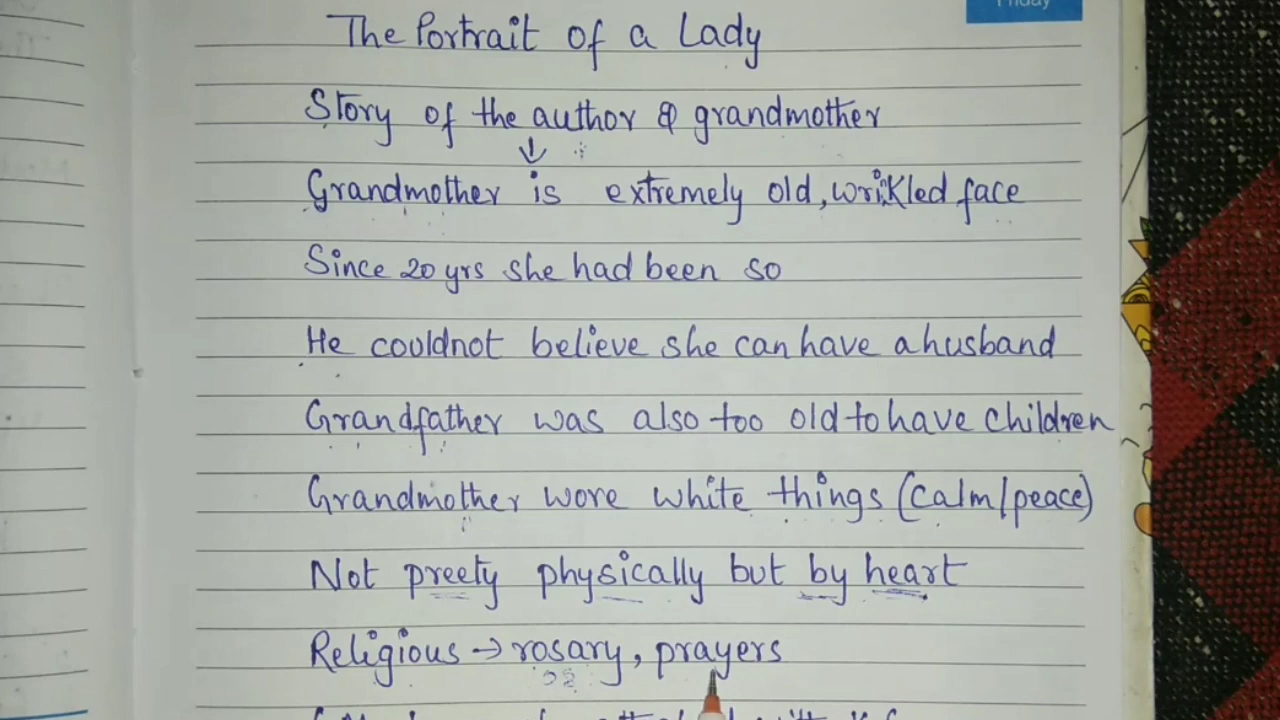 Friday
The Portrait of a Lady
Story of the author & grandmother
↓
Grandmother is extremely old, wrikled face
Since 20 yrs she had been so
He couldnot believe she can have a husband
Grandfather was also too old to have children
Grandmother wore white things (calm/peace)
Not preety physically but by heart
Religious → rosary, prayers